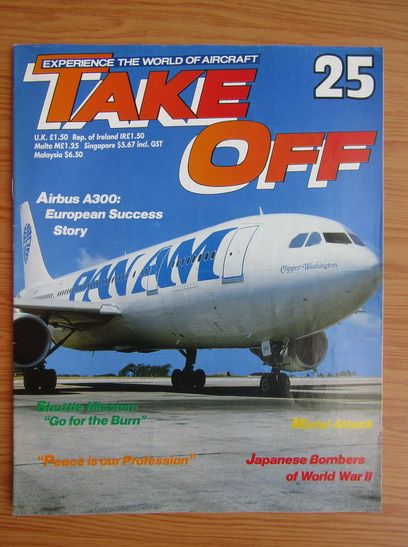 EXPERIENCE THE WORLD OF AIRCRAFT
TAKE
OFF
25
U.K. £1.50 Rep. of Ireland IR£1.50
Malta M£1.25 Singapore $5.67 incl. GST
Malaysia $6.50
Airbus A300:
European Success
Story
PAN AM
Clipper Washington
Shuttle Mission:
"Go for the Burn"
Medal Attack
"Peace is our Profession"
Japanese Bombers
of World War II